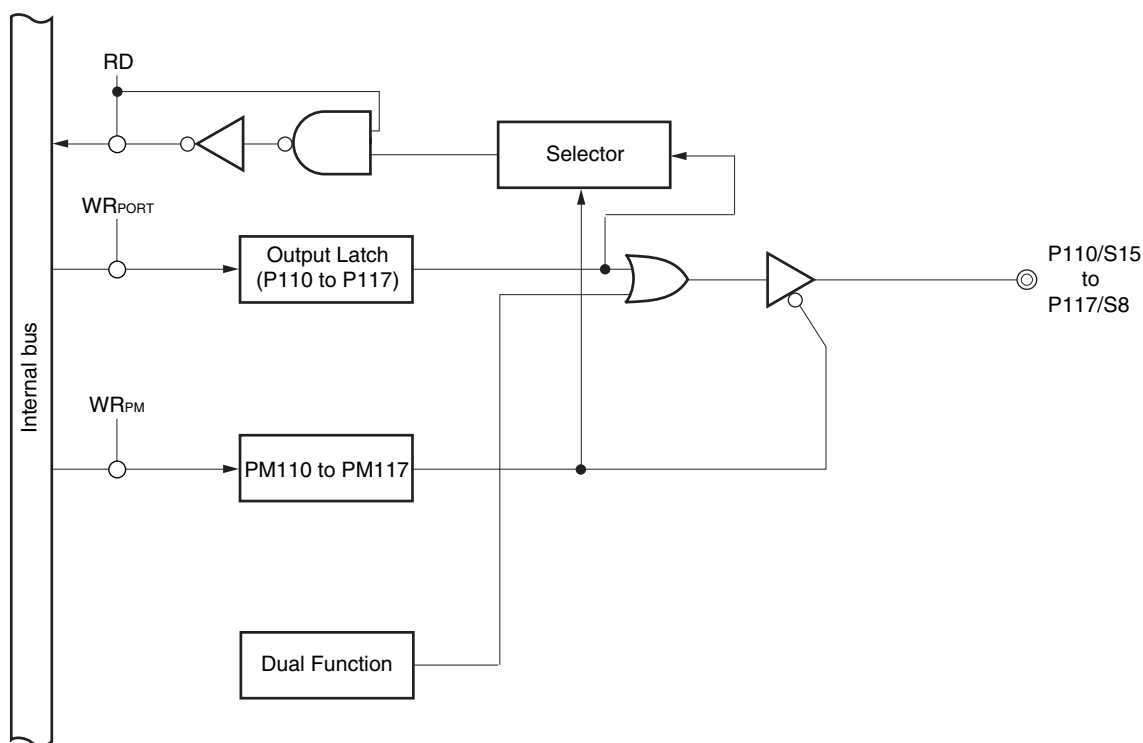 RD
Selector
WRPORT
Output Latch
(P110 to P117)
P110/S15
to
P117/S8
Internal bus
WRPM
PM110 to PM117
Dual Function